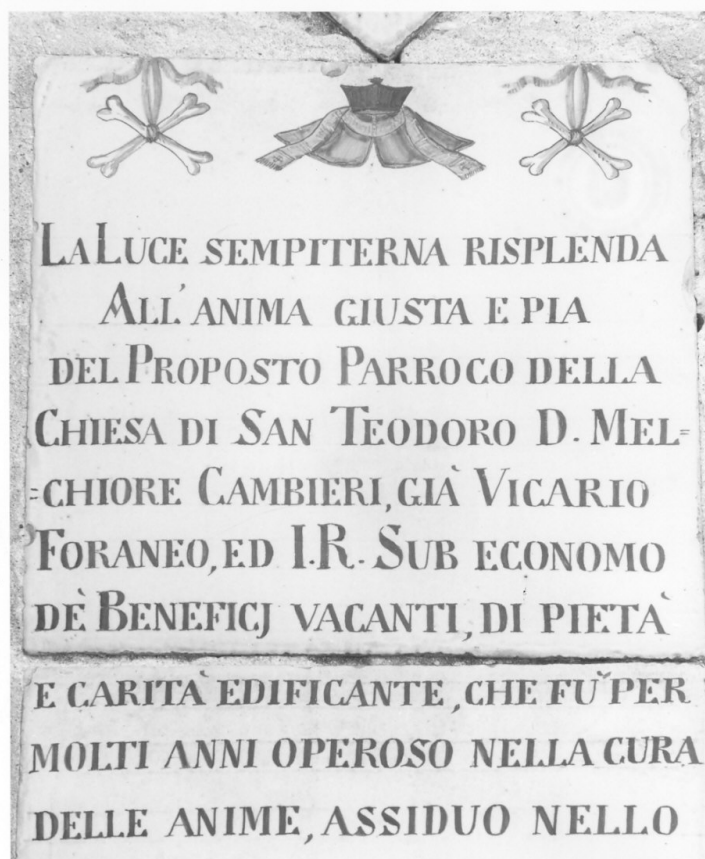 LA LUCE SEMPITERNA RISPLENDA
ALL'ANIMA GIUSTA E PIA
DEL PROPOSTO PARROCO DELLA
CHIESA DI SAN TEODORO D. MEL=
=CHIORE CAMBIERI, GIÀ VICARIO
FORANEO, ED I.R. SUB ECONOMO
DÈ BENEFICJ VACANTI, DI PIETÀ
E CARITÀ EDIFICANTE, CHE FÙ PER
MOLTI ANNI OPEROSO NELLA CURA
DELLE ANIME, ASSIDUO NELLO